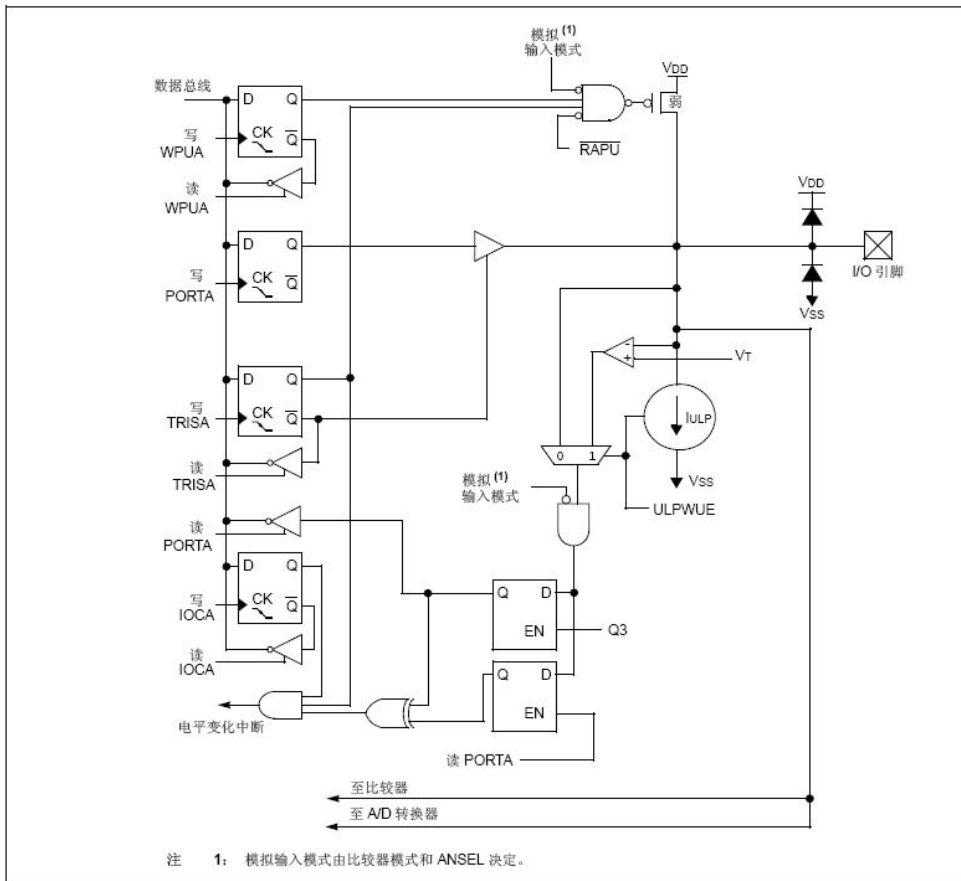 模拟(1)
输入模式
VDD
数据总线
D Q
弱
CK Q
写
WPUA
RAPU
读
WPUA
VDD
D Q
写
PORTA
CK Q
I/O 引脚
VSS
- 
+
VT
D Q
写
TRISA
CK Q
IULP
0 1
读
TRISA
模拟(1)
输入模式
VSS
ULPWUE
读
PORTA
D Q
写
IOCA
CK Q
Q D
EN
Q3
读
IOCA
Q D
EN
电平变化中断
读 PORTA
至比较器
至 A/D 转换器
注 1: 模拟输入模式由比较器模式和 ANSEL 决定。